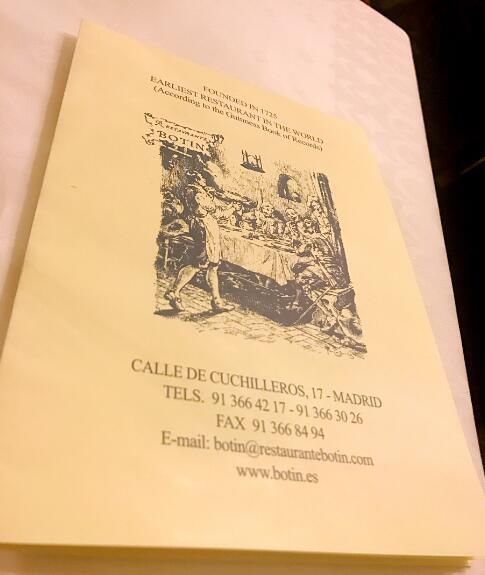 FOUNDED IN 1725
EARLIEST RESTAURANT IN THE WORLD
(According to the Guinness Book of Records)
RESTAURANTE
BOTIN
CALLE DE CUCHILLEROS, 17 - MADRID
TELS. 91 366 42 17 - 91 366 30 26
FAX 91 366 84 94
E-mail: botin@restaurantebotin.com
www.botin.es